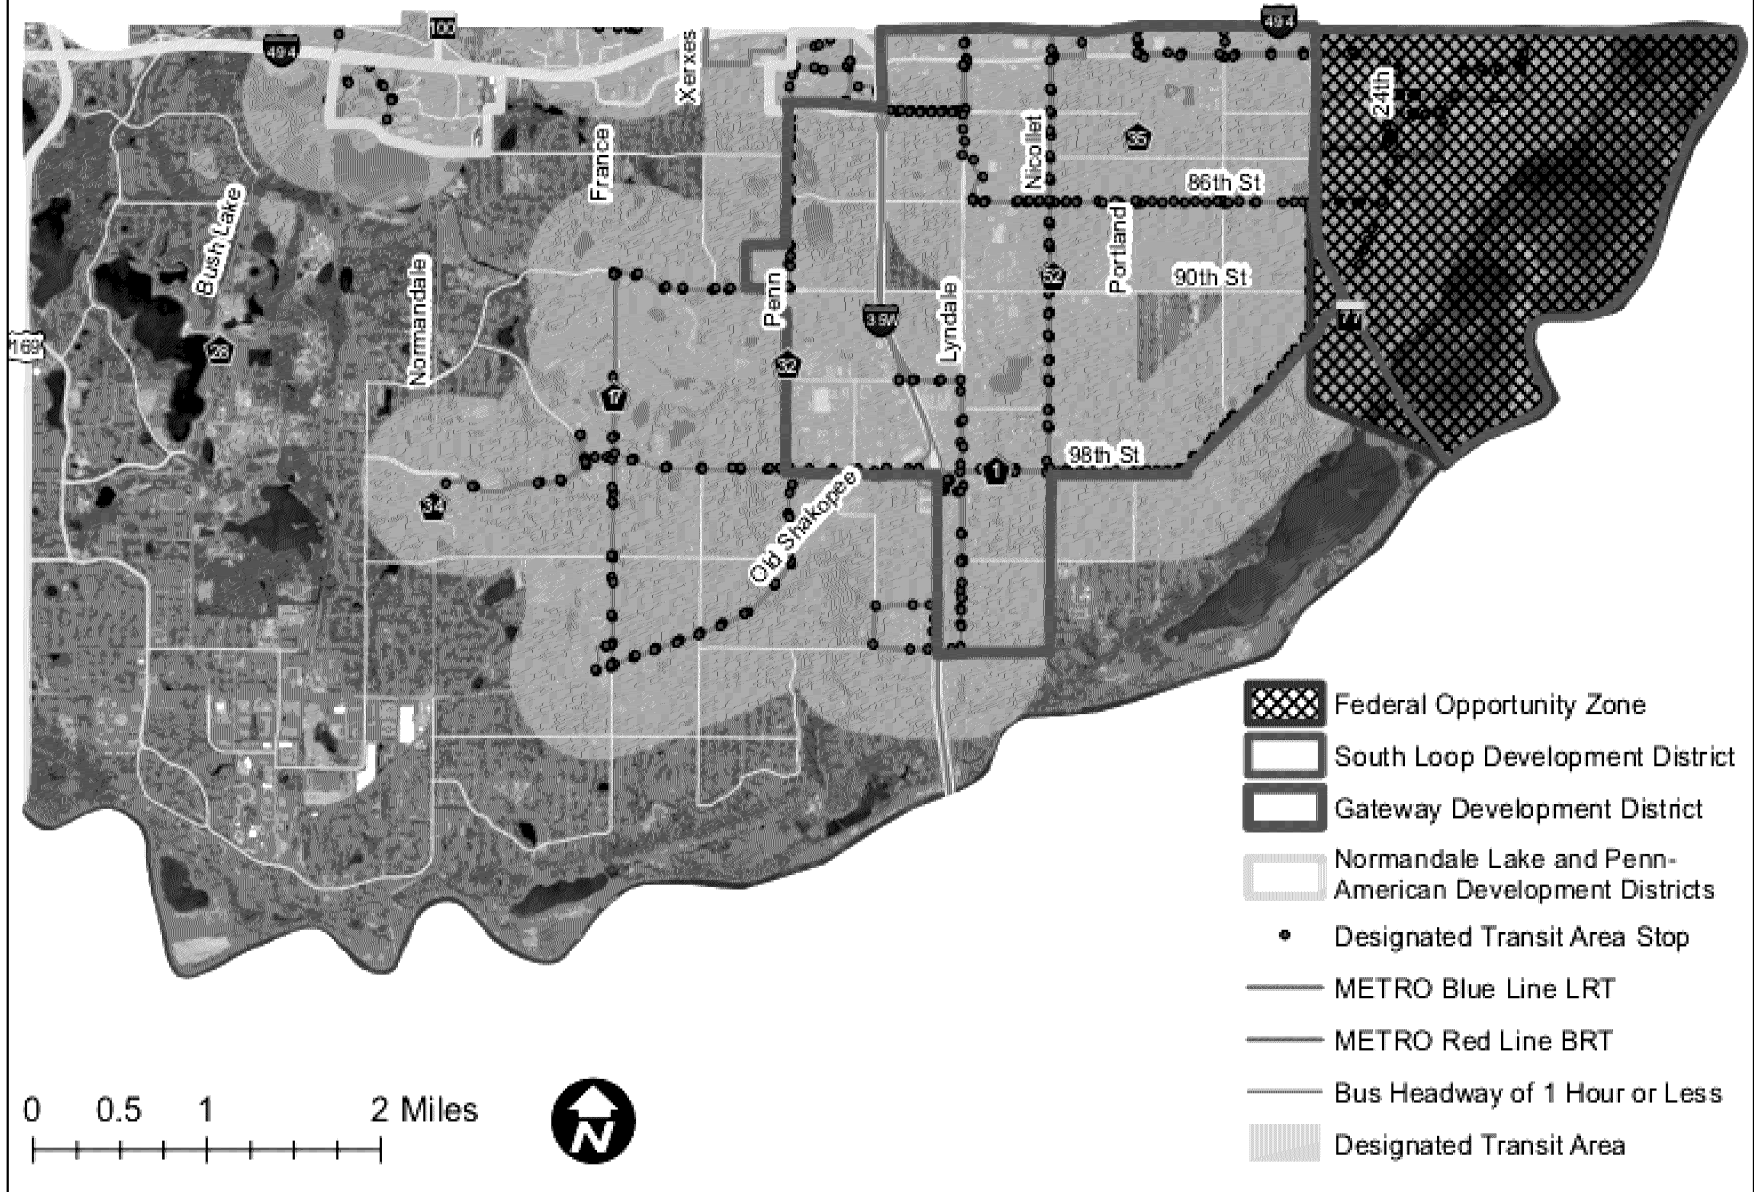 494
100
494
Xerxes
24th
35
Nicollet
France
86th St
Bush Lake
Portland
90th St
Normandale
Penn
52
35W
77
Lyndale
169
28
32
17
98th St
1
34
Old Shakopee
Federal Opportunity Zone
South Loop Development District
Gateway Development District
Normandale Lake and Penn-
American Development Districts
Designated Transit Area Stop
METRO Blue Line LRT
METRO Red Line BRT
Bus Headway of 1 Hour or Less
Designated Transit Area
0 0.5 1 2 Miles
N